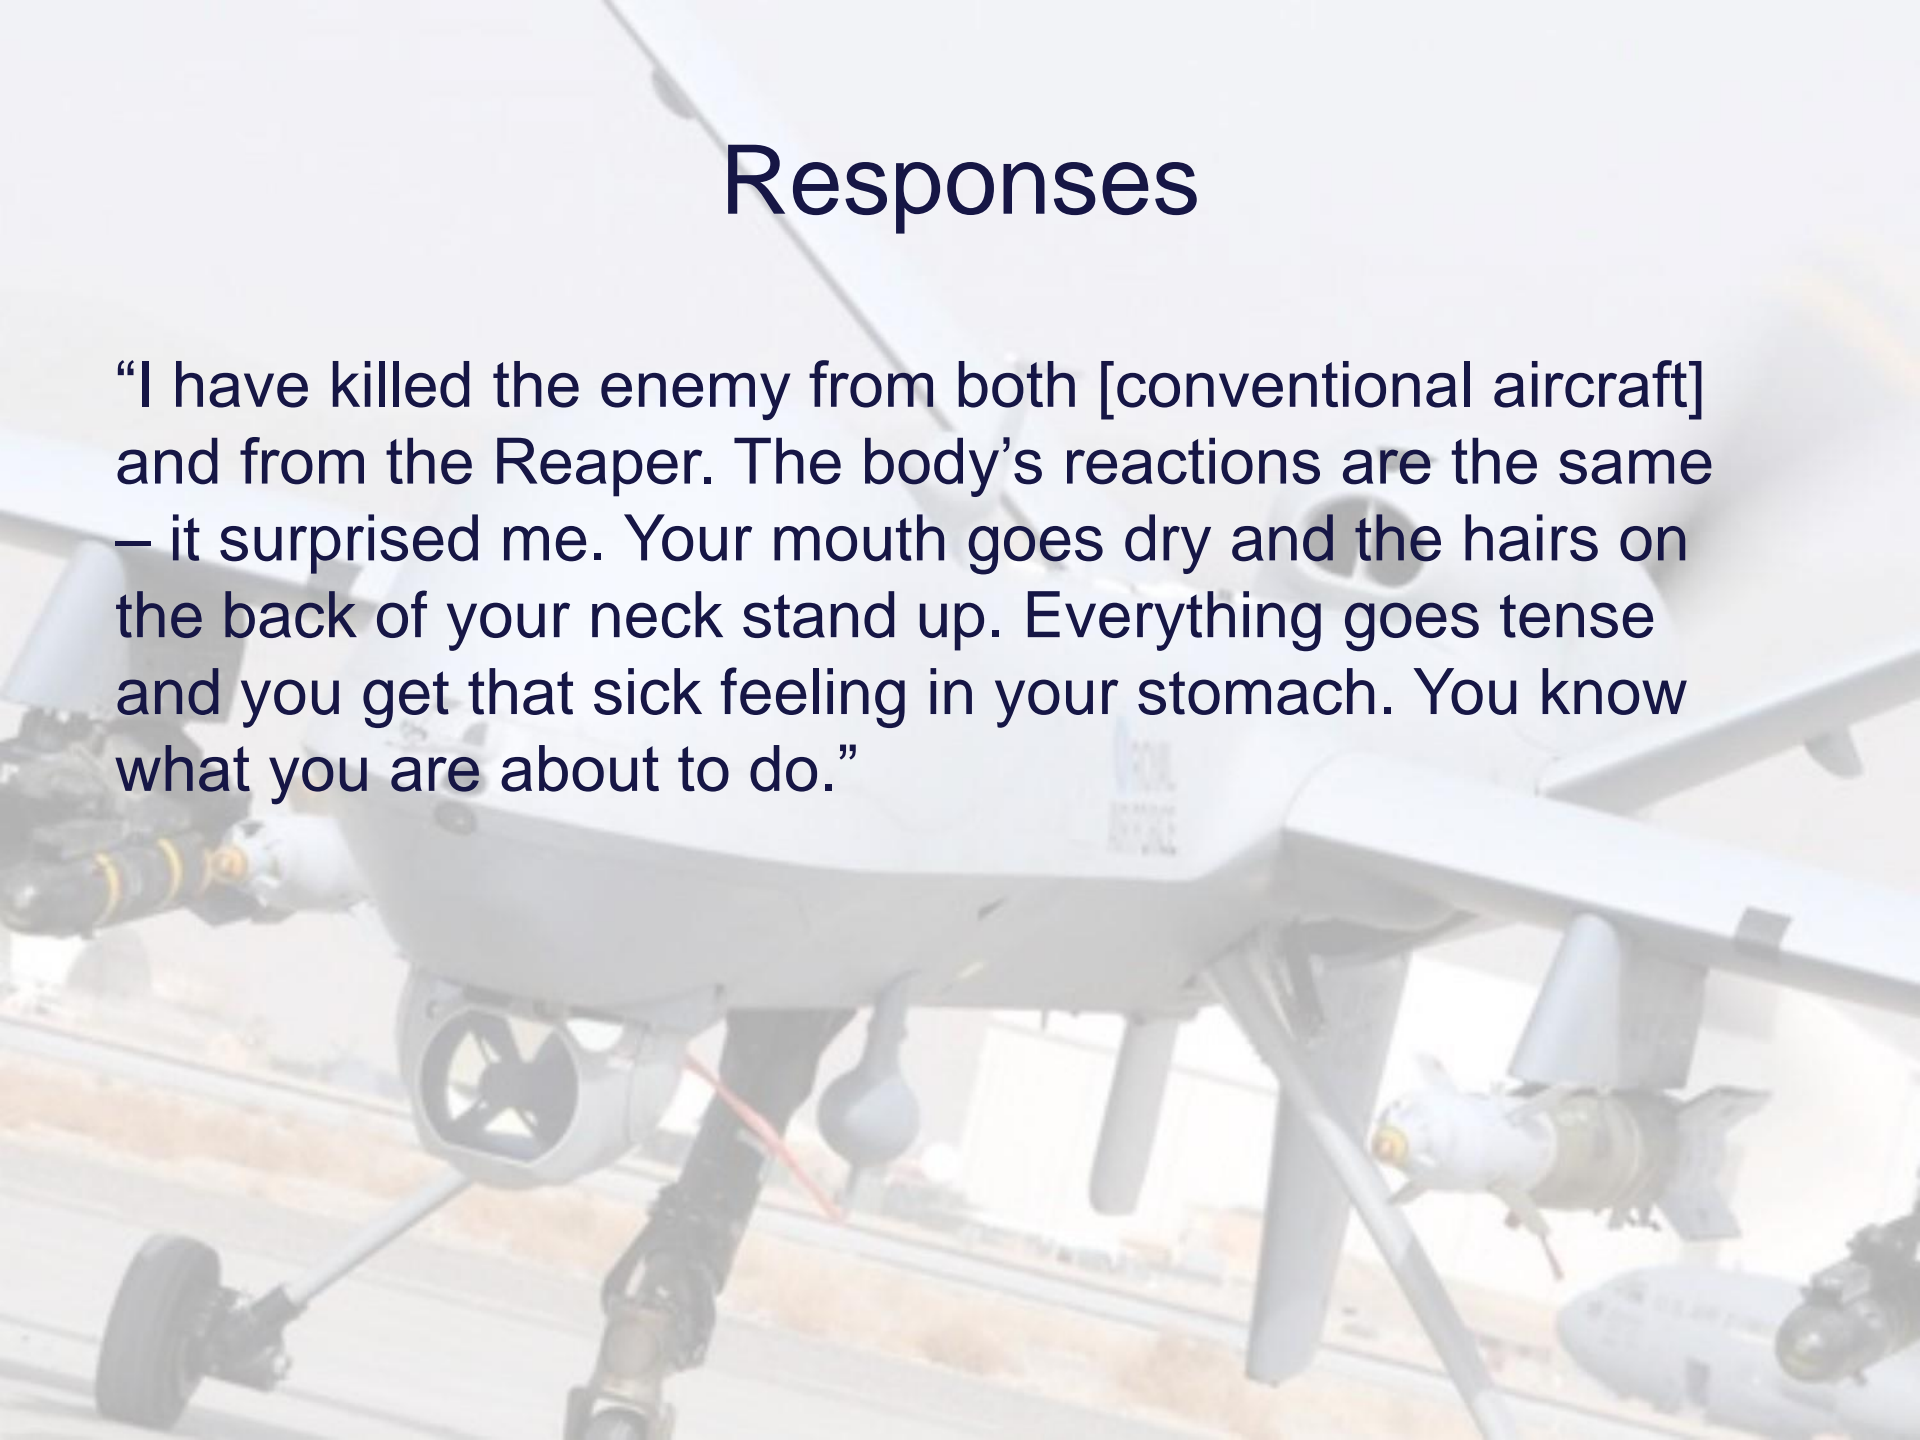 Responses
“I have killed the enemy from both [conventional aircraft]
and from the Reaper. The body’s reactions are the same
– it surprised me. Your mouth goes dry and the hairs on
the back of your neck stand up. Everything goes tense
and you get that sick feeling in your stomach. You know
what you are about to do.”